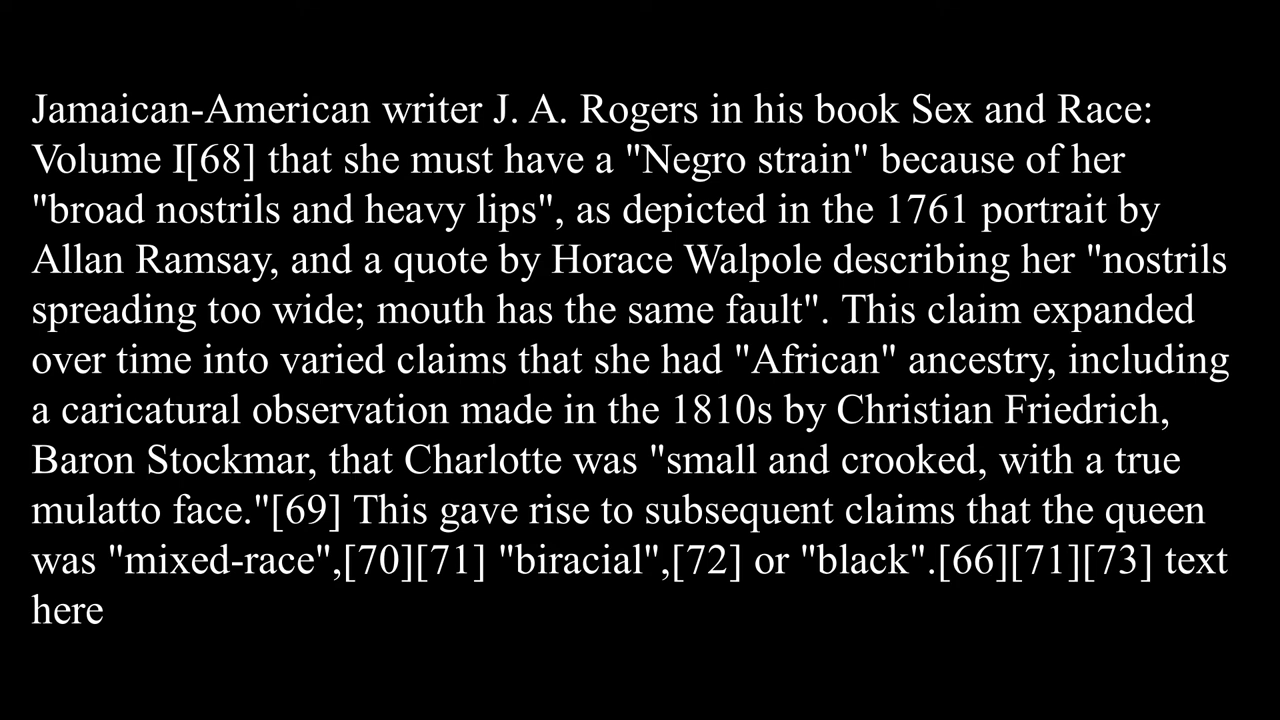 Jamaican-American writer J. A. Rogers in his book Sex and Race:
Volume I[68] that she must have a "Negro strain" because of her
"broad nostrils and heavy lips", as depicted in the 1761 portrait by
Allan Ramsay, and a quote by Horace Walpole describing her "nostrils
spreading too wide; mouth has the same fault". This claim expanded
over time into varied claims that she had "African" ancestry, including
a caricatural observation made in the 1810s by Christian Friedrich,
Baron Stockmar, that Charlotte was "small and crooked, with a true
mulatto face."[69] This gave rise to subsequent claims that the queen
was "mixed-race",[70][71] "biracial",[72] or "black".[66][71][73] text
here